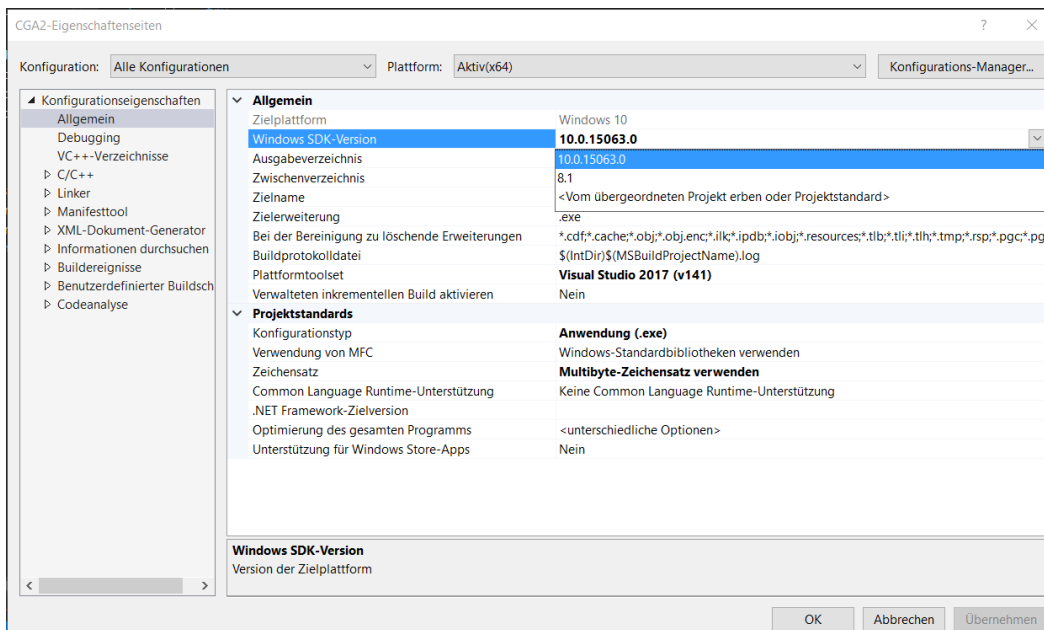 CGA2-Eigenschaftenseiten
Konfiguration: Alle Konfigurationen Plattform: Aktiv(x64) Konfigurations-Manager...
Konfigurationseigenschaften
Allgemein
Debugging
VC++-Verzeichnisse
C/C++
Linker
Manifesttool
XML-Dokument-Generator
Informationen durchsuchen
Buildereignisse
Benutzerdefinierter Buildsch
Codeanalyse
Allgemein
Zielplattform Windows 10
Windows SDK-Version 10.0.15063.0
Ausgabeverzeichnis 10.0.15063.0
Zwischenverzeichnis 8.1
Zielname <Vom übergeordneten Projekt erben oder Projektstandard>
Zielerweiterung .exe
Bei der Bereinigung zu löschende Erweiterungen *.cdf;*.cache;*.obj;*.obj.enc;*.ilk;*.ipdb;*.iobj;*.resources;*.tlb;*.tli;*.tlh;*.tmp;*.rsp;*.pgc;*.pg
Buildprotokolldatei $(IntDir)$(MSBuildProjectName).log
Plattformtoolset Visual Studio 2017 (v141)
Verwalteten inkrementellen Build aktivieren Nein
Projektstandards
Konfigurationstyp Anwendung (.exe)
Verwendung von MFC Windows-Standardbibliotheken verwenden
Zeichensatz Multibyte-Zeichensatz verwenden
Common Language Runtime-Unterstützung Keine Common Language Runtime-Unterstützung
.NET Framework-Zielversion
Optimierung des gesamten Programms <unterschiedliche Optionen>
Unterstützung für Windows Store-Apps Nein
Windows SDK-Version
Version der Zielplattform
OK Abbrechen Übernehmen